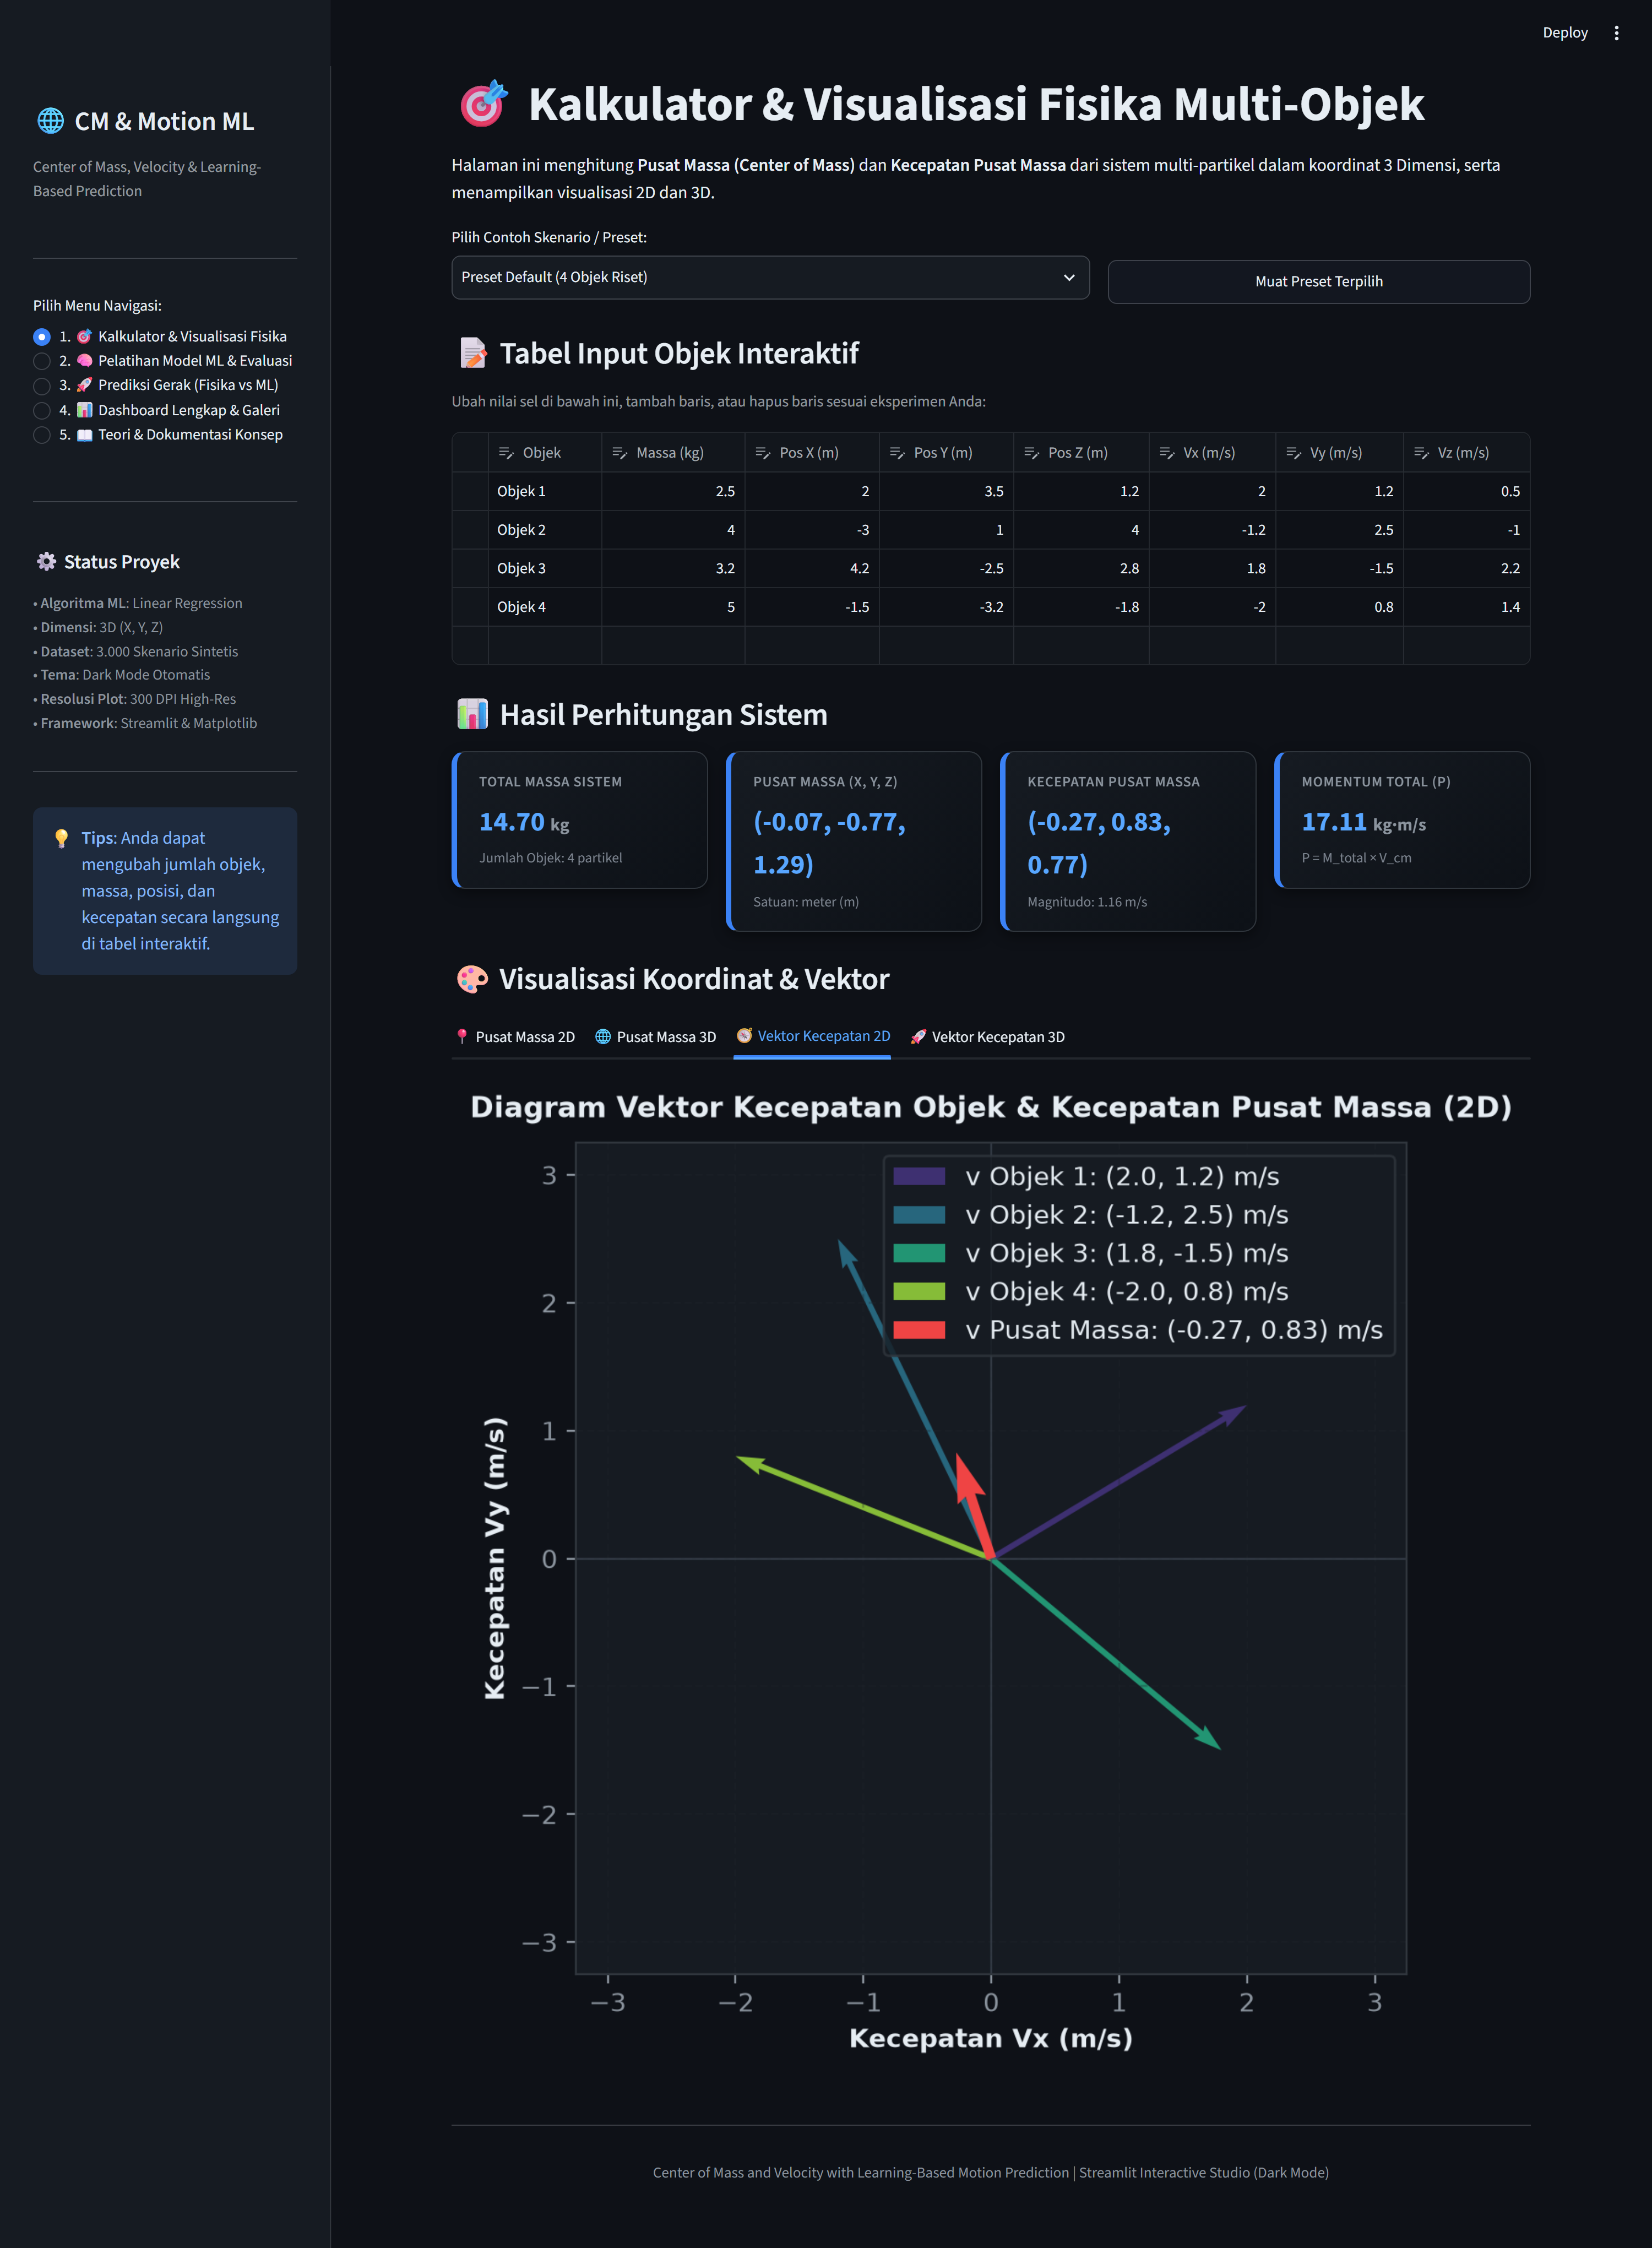 Deploy
CM & Motion ML
Center of Mass, Velocity & Learning-
Based Prediction
Pilih Menu Navigasi:
1. Kalkulator & Visualisasi Fisika
2. Pelatihan Model ML & Evaluasi
3. Prediksi Gerak (Fisika vs ML)
4. Dashboard Lengkap & Galeri
5. Teori & Dokumentasi Konsep
Status Proyek
• Algoritma ML: Linear Regression
• Dimensi: 3D (X, Y, Z)
• Dataset: 3.000 Skenario Sintetis
• Tema: Dark Mode Otomatis
• Resolusi Plot: 300 DPI High-Res
• Framework: Streamlit & Matplotlib
Tips: Anda dapat
mengubah jumlah objek,
massa, posisi, dan
kecepatan secara langsung
di tabel interaktif.
Kalkulator & Visualisasi Fisika Multi-Objek
Halaman ini menghitung Pusat Massa (Center of Mass) dan Kecepatan Pusat Massa dari sistem multi-partikel dalam koordinat 3 Dimensi, serta
menampilkan visualisasi 2D dan 3D.
Pilih Contoh Skenario / Preset:
Preset Default (4 Objek Riset)
Muat Preset Terpilih
Tabel Input Objek Interaktif
Ubah nilai sel di bawah ini, tambah baris, atau hapus baris sesuai eksperimen Anda:
Objek Massa (kg) Pos X (m) Pos Y (m) Pos Z (m) Vx (m/s) Vy (m/s) Vz (m/s)
Objek 1 2.5 2 3.5 1.2 2 1.2 0.5
Objek 2 4 -3 1 4 -1.2 2.5 -1
Objek 3 3.2 4.2 -2.5 2.8 1.8 -1.5 2.2
Objek 4 5 -1.5 -3.2 -1.8 -2 0.8 1.4
Hasil Perhitungan Sistem
TOTAL MASSA SISTEM
14.70 kg
Jumlah Objek: 4 partikel
PUSAT MASSA (X, Y, Z)
(-0.07, -0.77,
1.29)
Satuan: meter (m)
KECEPATAN PUSAT MASSA
(-0.27, 0.83,
0.77)
Magnitudo: 1.16 m/s
MOMENTUM TOTAL (P)
17.11 kg·m/s
P = M_total × V_cm
Visualisasi Koordinat & Vektor
Pusat Massa 2D
Pusat Massa 3D
Vektor Kecepatan 2D
Vektor Kecepatan 3D
Diagram Vektor Kecepatan Objek & Kecepatan Pusat Massa (2D)
v Objek 1: (2.0, 1.2) m/s
v Objek 2: (-1.2, 2.5) m/s
v Objek 3: (1.8, -1.5) m/s
v Objek 4: (-2.0, 0.8) m/s
v Pusat Massa: (-0.27, 0.83) m/s
Kecepatan Vy (m/s)
3
2
1
0
−1
−2
−3
−3 −2 −1 0 1 2 3
Kecepatan Vx (m/s)
Center of Mass and Velocity with Learning-Based Motion Prediction | Streamlit Interactive Studio (Dark Mode)